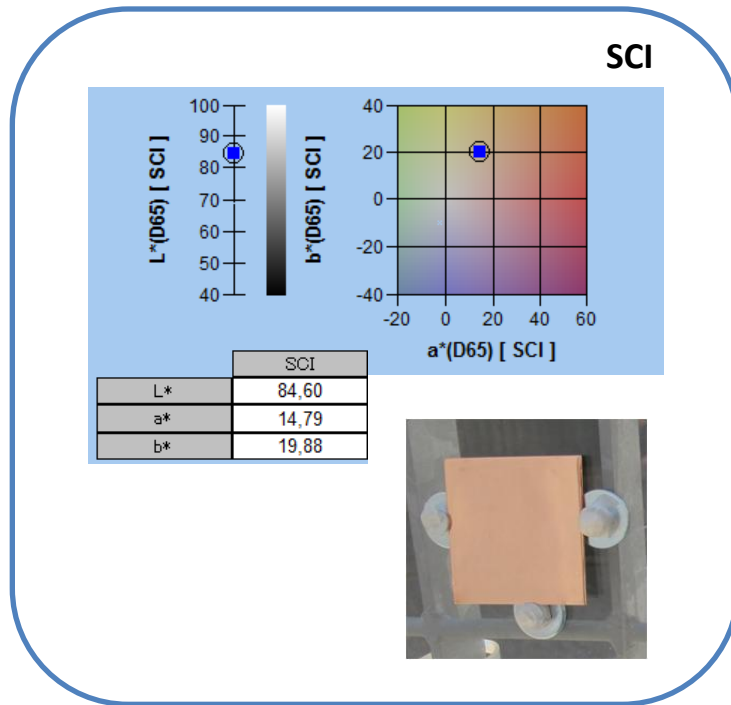 SCI
L*(D65) [ SCI ]
100
90
80
70
60
50
40
b*(D65) [ SCI ]
40
20
0
-20
-40
-20 0 20 40 60
a*(D65) [ SCI ]
SCI
L* 84,60
a* 14,79
b* 19,88